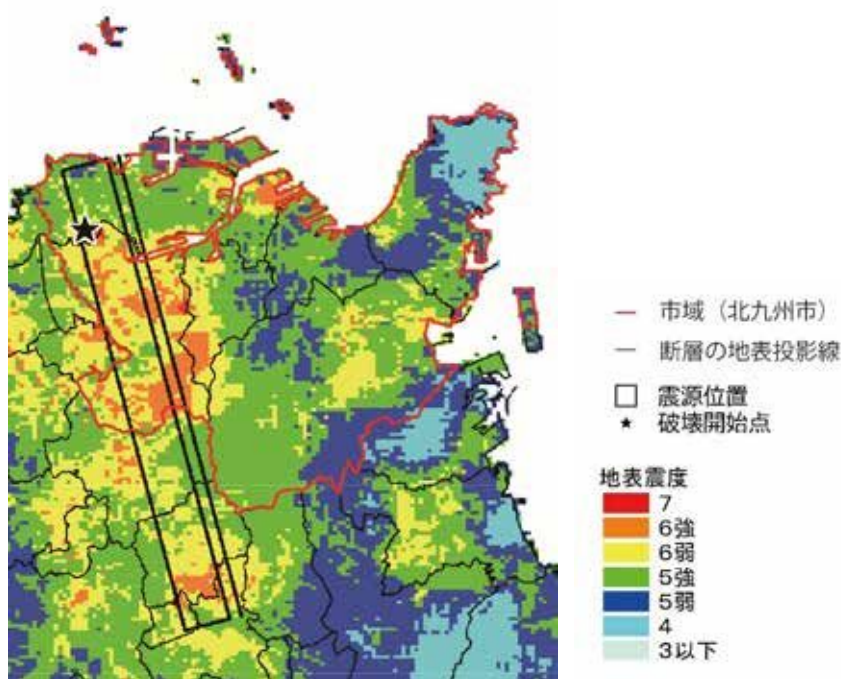 市域（北九州市）
断層の地表投影線
震源位置
破壊開始点
地表震度
7
6強
6弱
5強
5弱
4
3以下